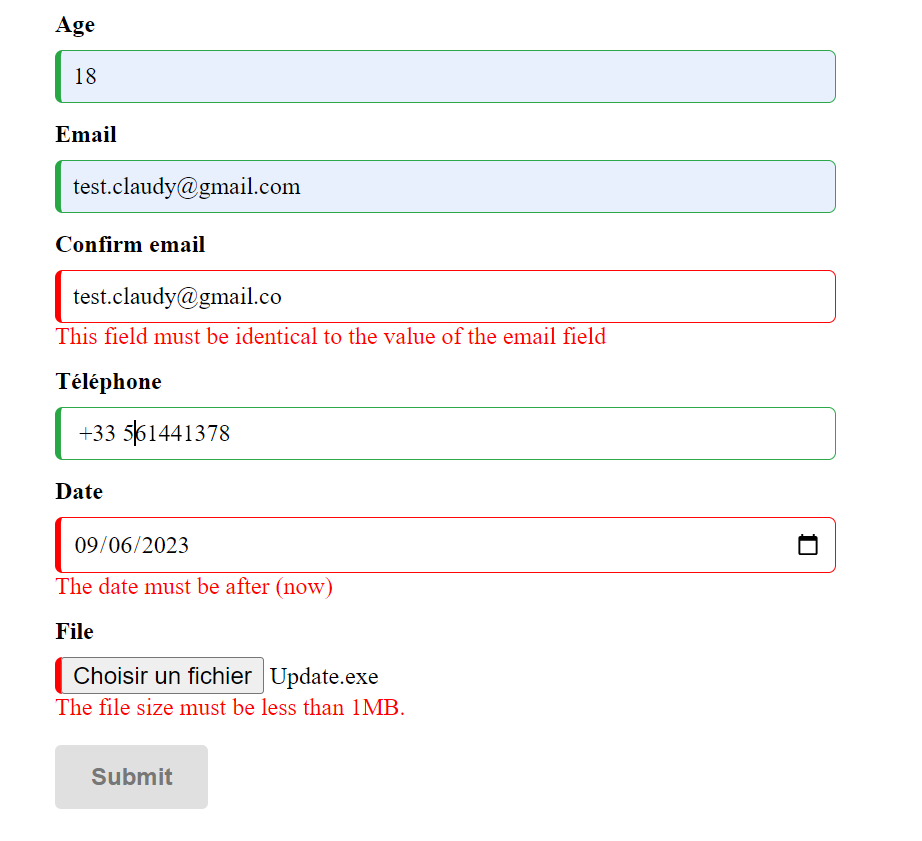 Age
18
Email
test.claudy@gmail.com
Confirm email
test.claudy@gmail.co
This field must be identical to the value of the email field
Téléphone
+33 561441378
Date
09/06/2023
The date must be after (now)
File
Choisir un fichier Update.exe
The file size must be less than 1MB.
Submit